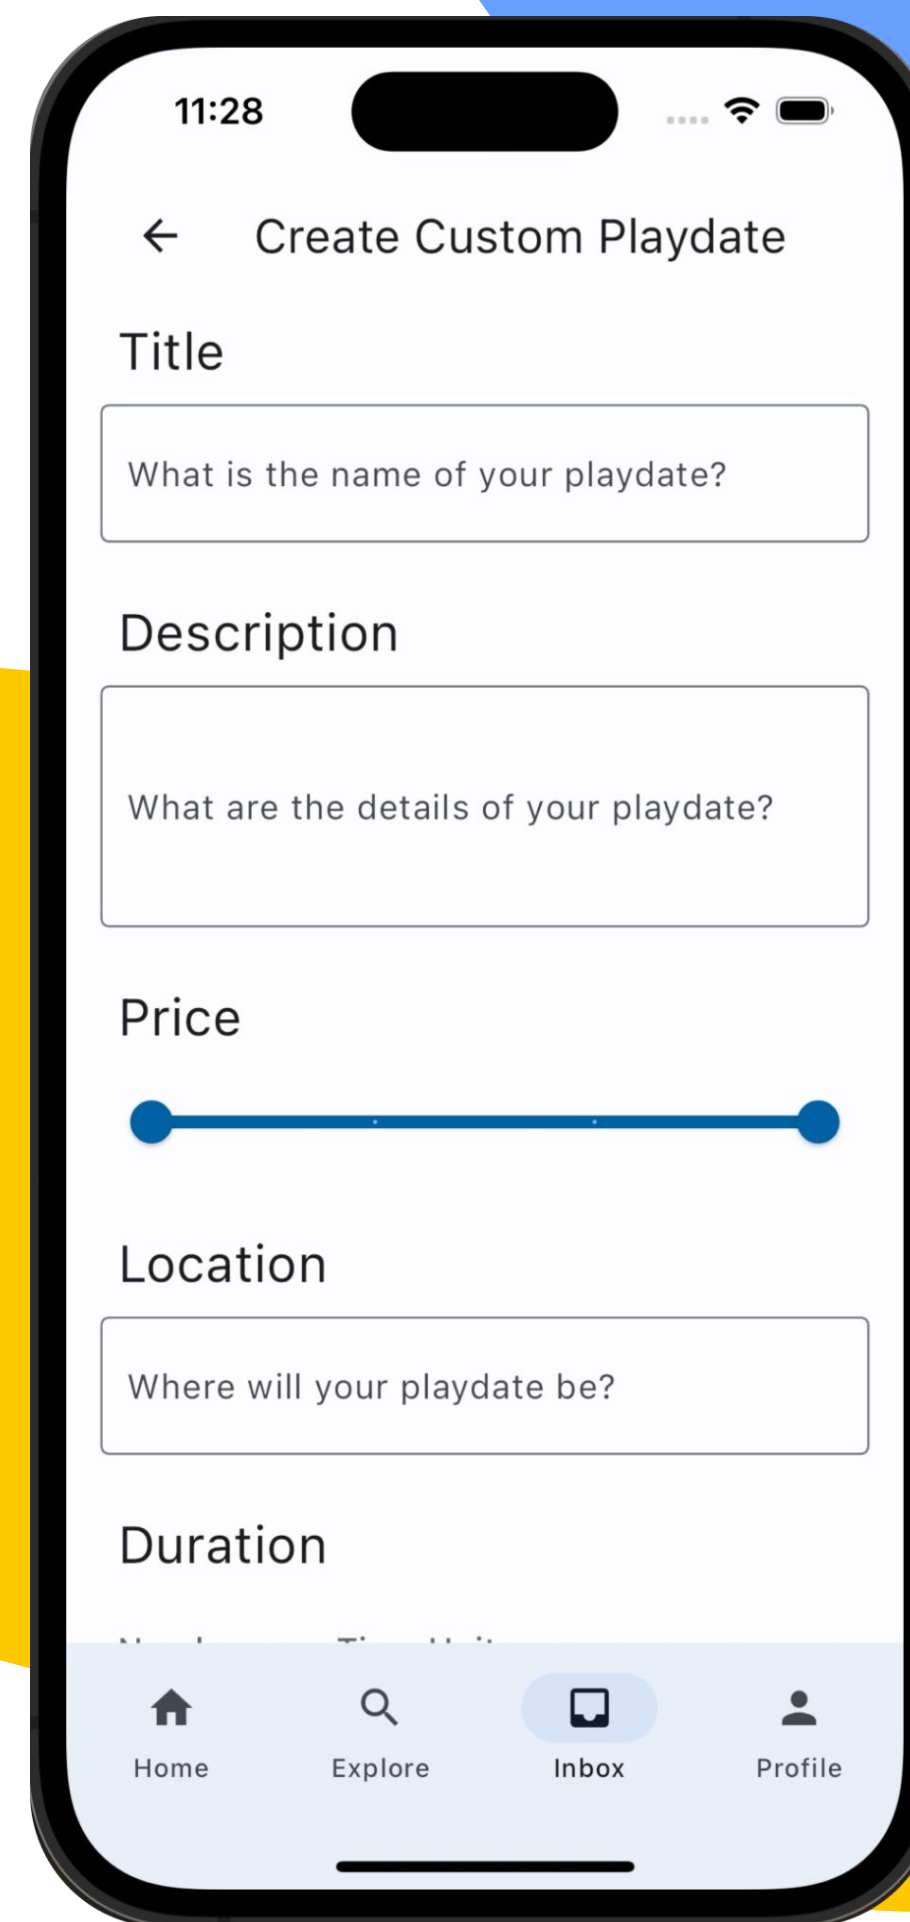 11:28
Create Custom Playdate
Title
What is the name of your playdate?
Description
What are the details of your playdate?
Price
Location
Where will your playdate be?
Duration
Home
Explore
Inbox
Profile